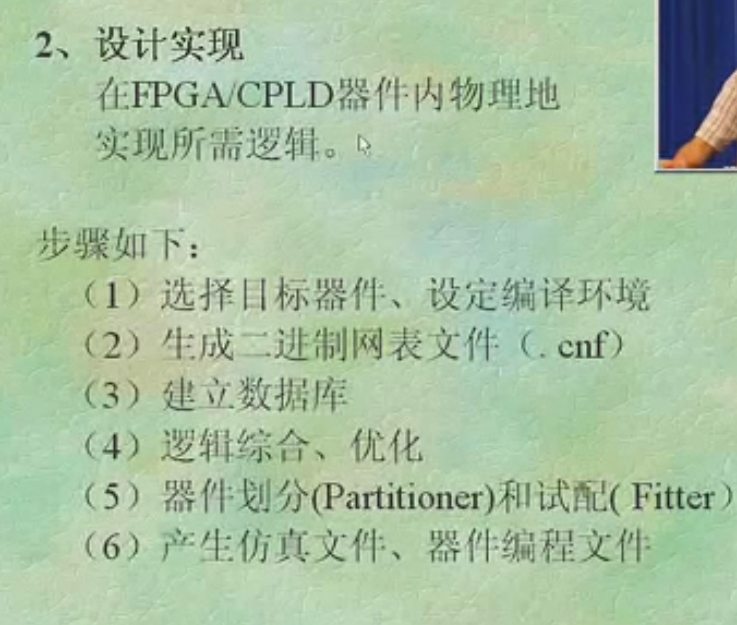 2、设计实现
在FPGA/CPLD器件内物理地
实现所需逻辑。
步骤如下：
（1）选择目标器件、设定编译环境
（2）生成二进制网表文件（. cnf）
（3）建立数据库
（4）逻辑综合、优化
（5）器件划分(Partitioner)和试配( Fitter）
（6）产生仿真文件、器件编程文件